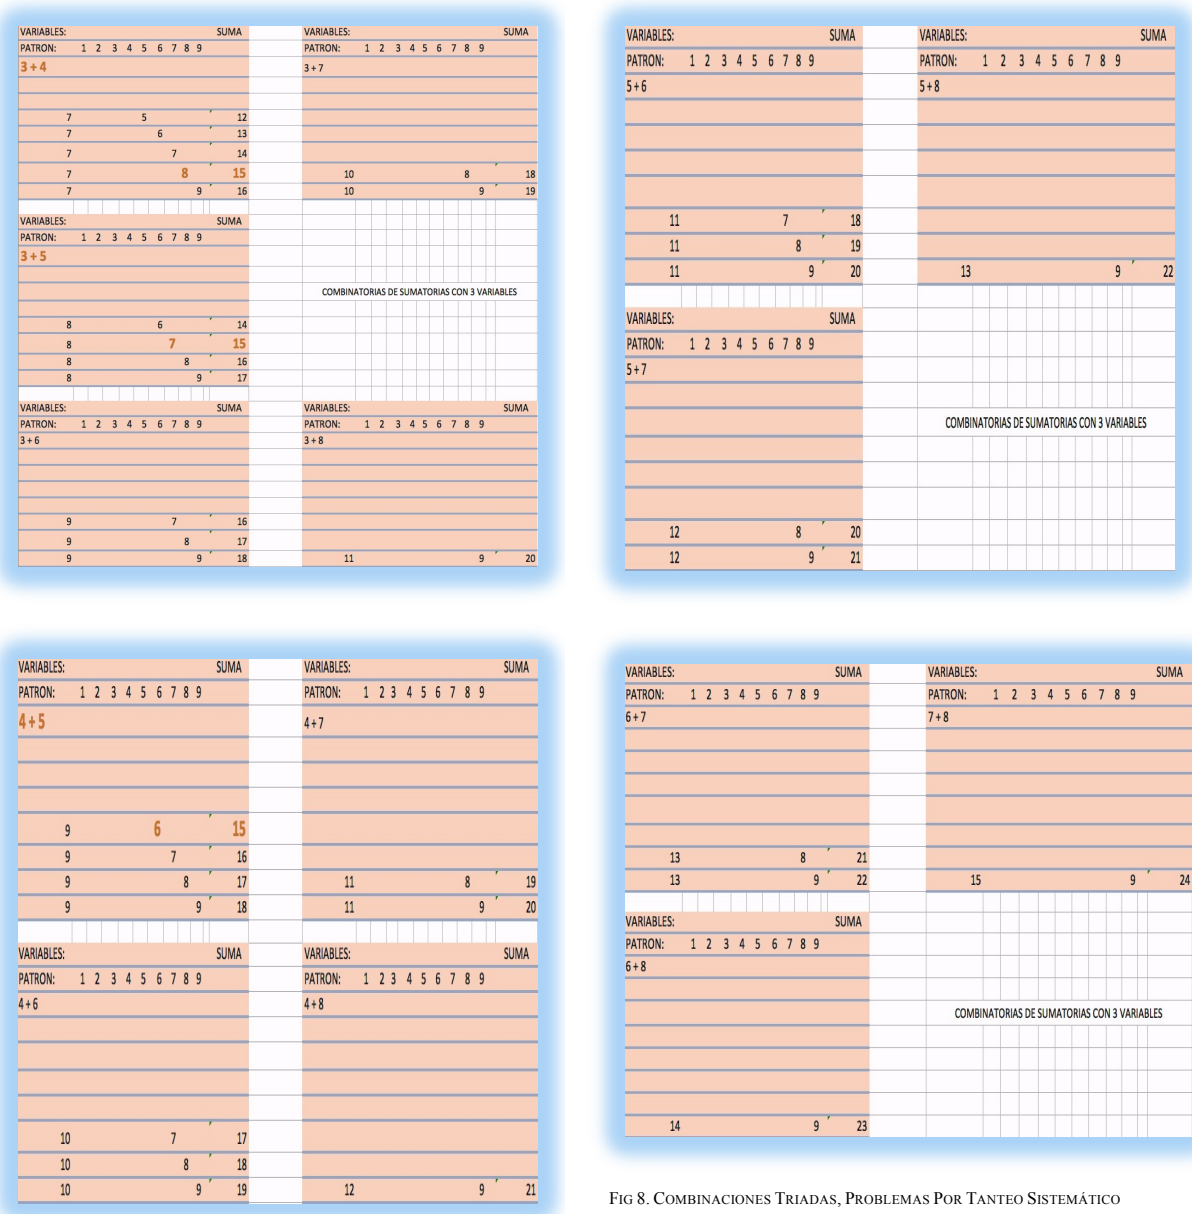 VARIABLES: SUMA
PATRON: 1 2 3 4 5 6 7 8 9
3 + 4
7 5 12
7 6 13
7 7 14
7 8 15
7 9 16
VARIABLES: SUMA
PATRON: 1 2 3 4 5 6 7 8 9
3 + 7
10 8 18
10 9 19
VARIABLES: SUMA
PATRON: 1 2 3 4 5 6 7 8 9
3 + 5
8 6 14
8 7 15
8 8 16
8 9 17
COMBINATORIAS DE SUMATORIAS CON 3 VARIABLES
VARIABLES: SUMA
PATRON: 1 2 3 4 5 6 7 8 9
3 + 6
9 7 16
9 8 17
9 9 18
VARIABLES: SUMA
PATRON: 1 2 3 4 5 6 7 8 9
3 + 8
11 9 20
VARIABLES: SUMA
PATRON: 1 2 3 4 5 6 7 8 9
5 + 6
11 7 18
11 8 19
11 9 20
VARIABLES: SUMA
PATRON: 1 2 3 4 5 6 7 8 9
5 + 8
13 9 22
VARIABLES: SUMA
PATRON: 1 2 3 4 5 6 7 8 9
5 + 7
12 8 20
12 9 21
COMBINATORIAS DE SUMATORIAS CON 3 VARIABLES
VARIABLES: SUMA
PATRON: 1 2 3 4 5 6 7 8 9
4 + 5
9 6 15
9 7 16
9 8 17
9 9 18
VARIABLES: SUMA
PATRON: 1 2 3 4 5 6 7 8 9
4 + 7
11 8 19
11 9 20
VARIABLES: SUMA
PATRON: 1 2 3 4 5 6 7 8 9
4 + 6
10 7 17
10 8 18
10 9 19
VARIABLES: SUMA
PATRON: 1 2 3 4 5 6 7 8 9
4 + 8
12 9 21
VARIABLES: SUMA
PATRON: 1 2 3 4 5 6 7 8 9
6 + 7
13 8 21
13 9 22
VARIABLES: SUMA
PATRON: 1 2 3 4 5 6 7 8 9
7 + 8
15 9 24
VARIABLES: SUMA
PATRON: 1 2 3 4 5 6 7 8 9
6 + 8
14 9 23
COMBINATORIAS DE SUMATORIAS CON 3 VARIABLES
FIG 8. COMBINACIONES TRIADAS, PROBLEMAS POR TANTEO SISTEMÁTICO